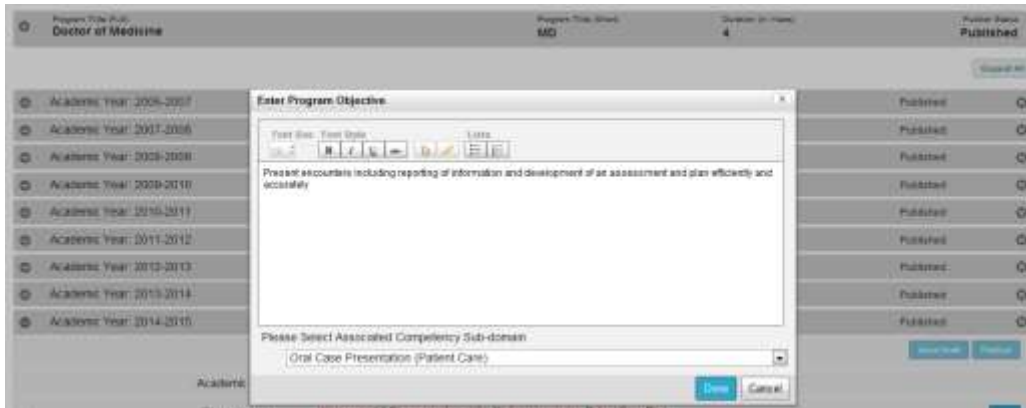 Program Title (Full) Program Title (Short) Duration (in Years)
Doctor of Medicine MD 4 Published
Academic Year: 2006-2007 Published
Academic Year: 2007-2008 Published
Academic Year: 2008-2009 Published
Academic Year: 2009-2010 Published
Academic Year: 2010-2011 Published
Academic Year: 2011-2012 Published
Academic Year: 2012-2013 Published
Academic Year: 2013-2014 Published
Academic Year: 2014-2015 Published
Academic
Enter Program Objective
Font Size Font Style Lists
Present encounters including reporting of information and development of an assessment and plan efficiently and
accurately
Please Select Associated Competency Sub-domain
Oral Case Presentation (Patient Care)
Done Cancel